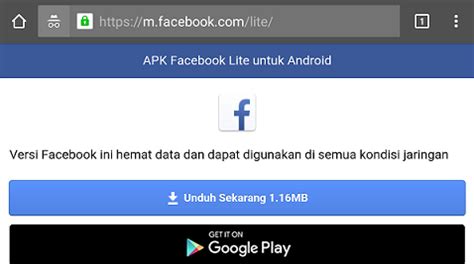 https://m.facebook.com/lite/ 1
APK Facebook Lite untuk Android
f
Versi Facebook ini hemat data dan dapat digunakan di semua kondisi jaringan
Unduh Sekarang 1.16MB
GET IT ON
Google Play